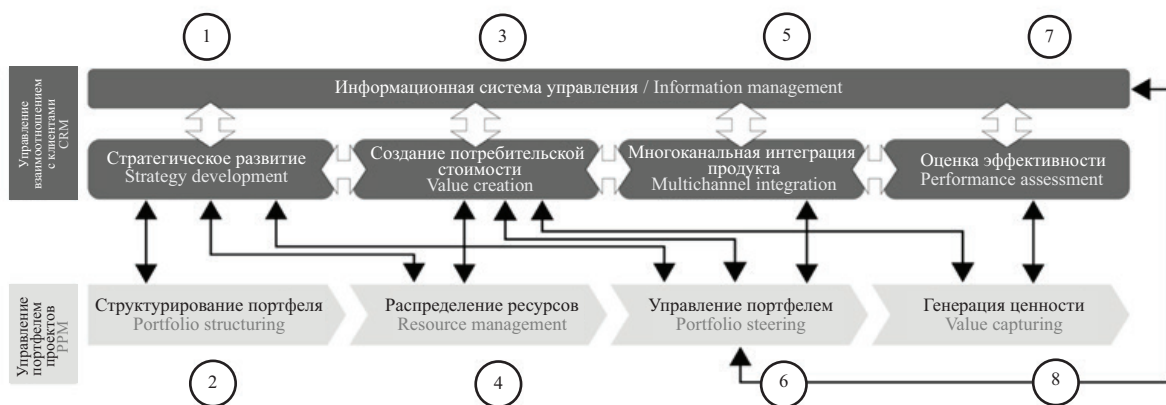 1
3
5
7
Управление
взаимоотношением
с клиентами
CRM
Информационная система управления / Information management
Стратегическое развитие
Strategy development
Создание потребительской
стоимости
Value creation
Многоканальная интеграция
продукта
Multichannel integration
Оценка эффективности
Performance assessment
Управление
портфелем
проектов
PPM
Структурирование портфеля
Portfolio structuring
Распределение ресурсов
Resource management
Управление портфелем
Portfolio steering
Генерация ценности
Value capturing
2
4
6
8